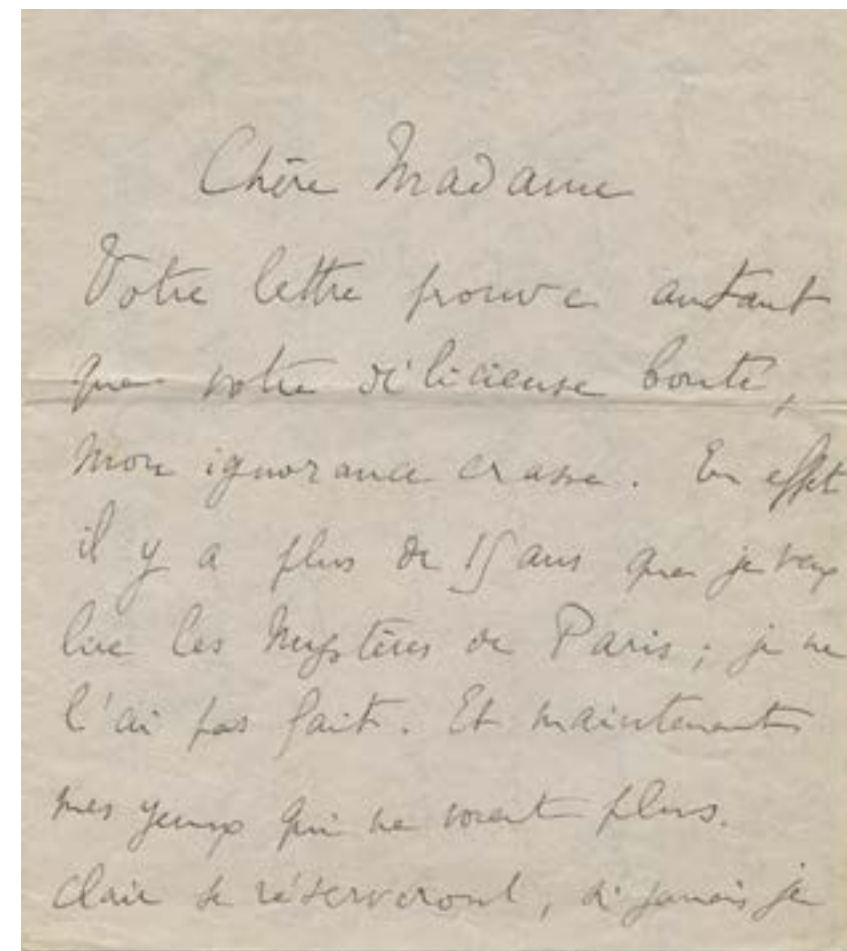 Chère Madame
Votre lettre prouve autant
que votre délicieuse bonté,
mon ignorance crasse. En effet
il y a plus de 15 ans que je veux
lire les Mystères de Paris ; je ne
l'ai pas fait. Et maintenant
mes yeux qui ne voient plus.
clair se réserveront, si jamais je